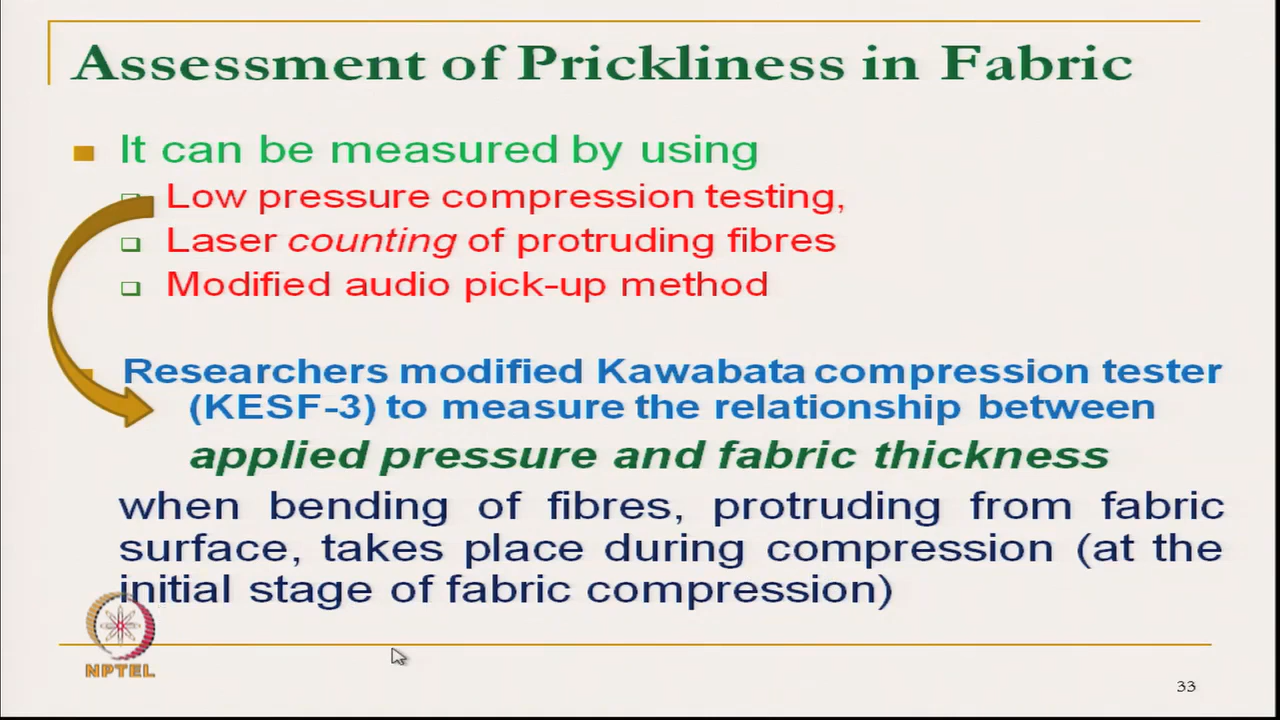 Assessment of Prickliness in Fabric
It can be measured by using
Low pressure compression testing,
Laser counting of protruding fibres
Modified audio pick-up method
Researchers modified Kawabata compression tester
(KESF-3) to measure the relationship between
applied pressure and fabric thickness
when bending of fibres, protruding from fabric
surface, takes place during compression (at the
initial stage of fabric compression)
NPTEL
33